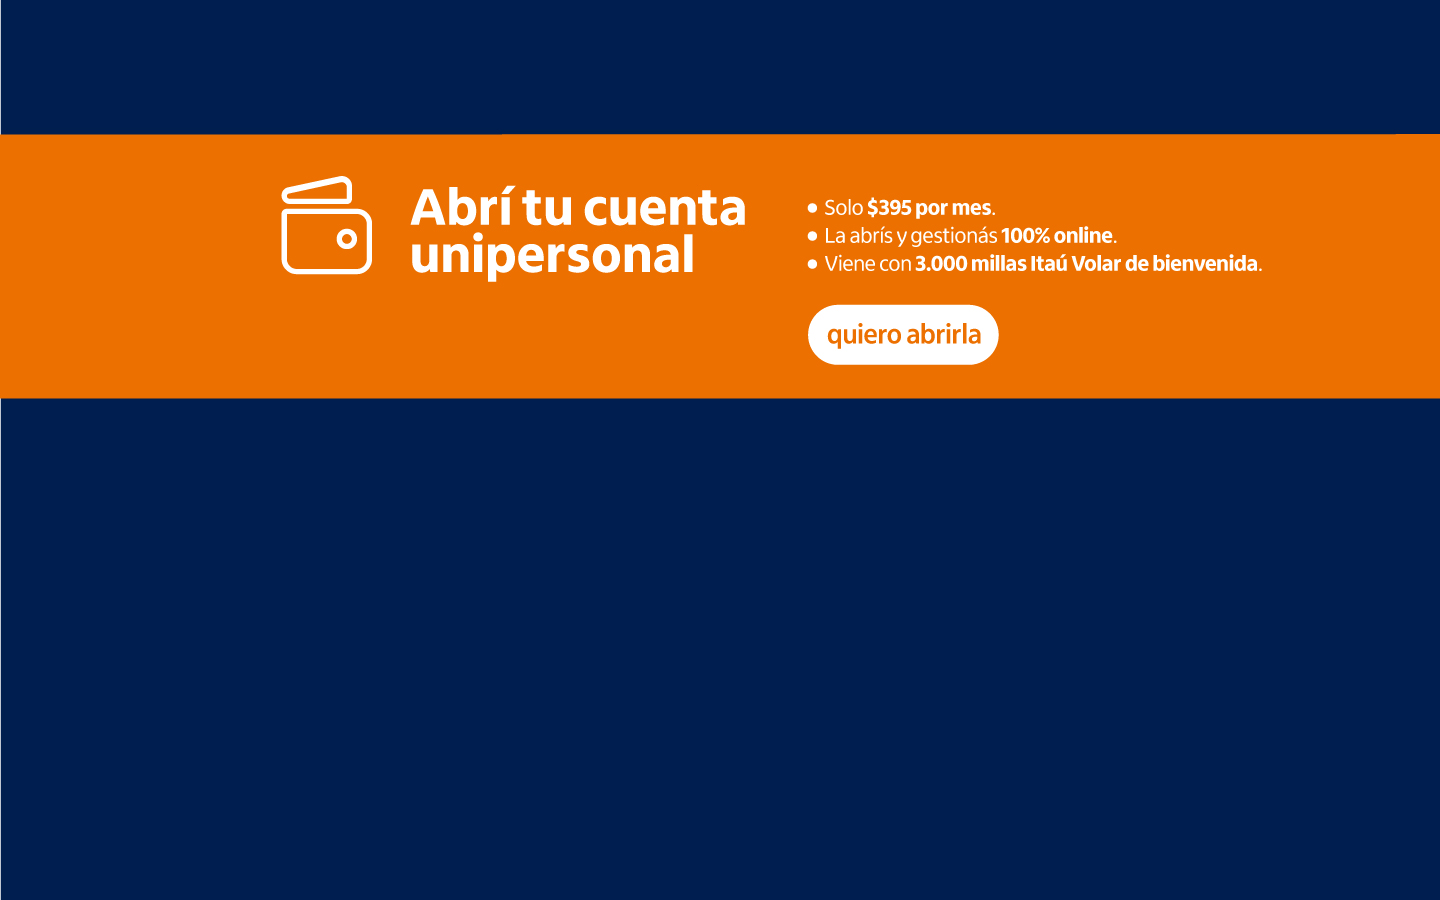 Abrí tu cuenta
unipersonal
● Solo $395 por mes.
● La abrís y gestionás 100% online.
● Viene con 3.000 millas Itaú Volar de bienvenida.
quiero abrirla